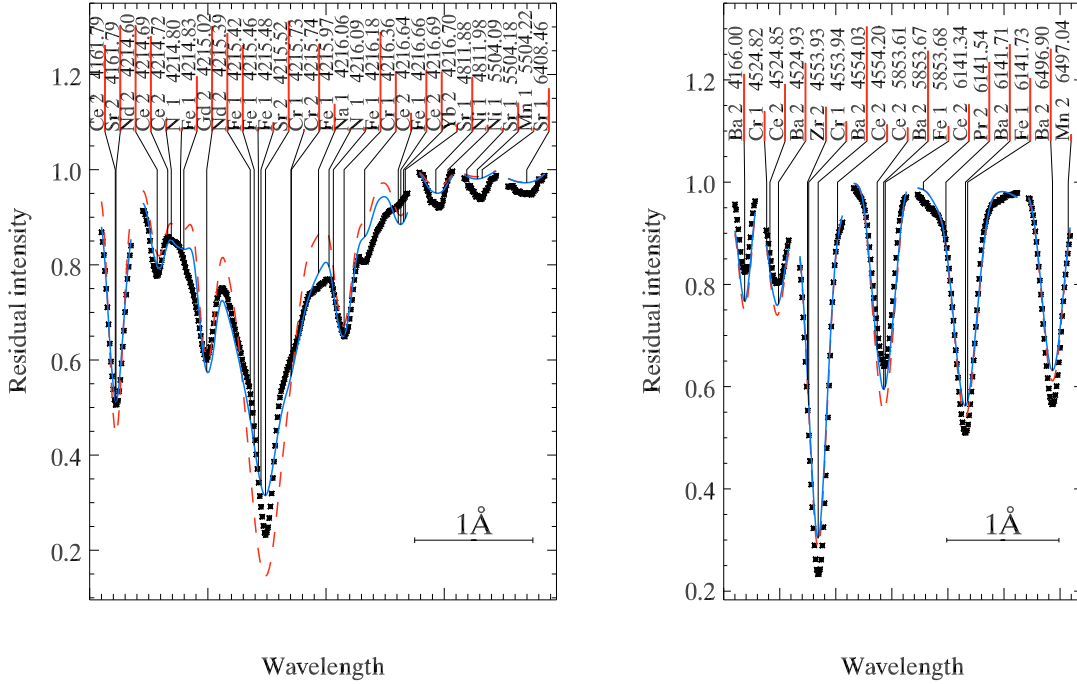 Ce 2 4161.79
Sr 2 4161.79
Nd 2 4214.60
Ce 2 4214.69
Ce 2 4214.72
N 1 4214.80
Fe 1 4214.83
Gd 2 4215.02
Nd 2 4215.39
Fe 1 4215.42
Fe 1 4215.46
Fe 1 4215.48
Sr 2 4215.52
Cr 1 4215.73
Cr 2 4215.74
Fe 1 4215.97
Na 1 4216.06
N 1 4216.09
Fe 1 4216.18
Cr 1 4216.36
Ce 2 4216.64
Fe 1 4216.66
Ce 2 4216.69
Yb 2 4216.70
Sr 1 4811.88
Ni 1 4811.98
Ni 1 5504.09
Sr 1 5504.18
Mn 1 5504.22
Sr 1 6408.46
1.2
1.0
0.8
0.6
0.4
0.2
Residual intensity
1Å
Wavelength
Ba 2 4166.00
Cr 1 4524.82
Ce 2 4524.85
Ba 2 4524.93
Zr 2 4553.93
Cr 1 4553.94
Ba 2 4554.03
Ce 2 4554.20
Ce 2 5853.61
Ba 2 5853.67
Fe 1 5853.68
Ce 2 6141.34
Pr 2 6141.54
Ba 2 6141.71
Fe 1 6141.73
Ba 2 6496.90
Mn 2 6497.04
1.2
1.0
0.8
0.6
0.4
0.2
Residual intensity
1Å
Wavelength